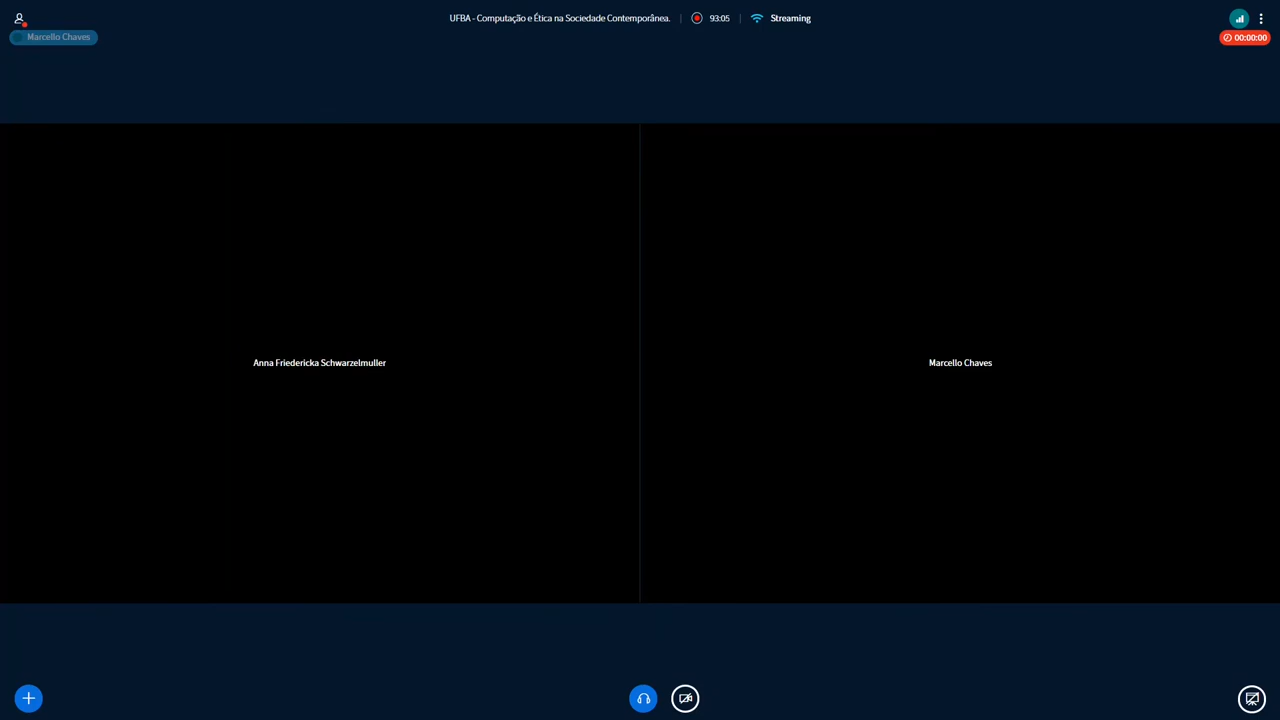 UFBA - Computação e Ética na Sociedade Contemporânea. | 93:05 | Streaming
Marcello Chaves
00:00:00
Anna Friedericka Schwarzelmuller
Marcello Chaves